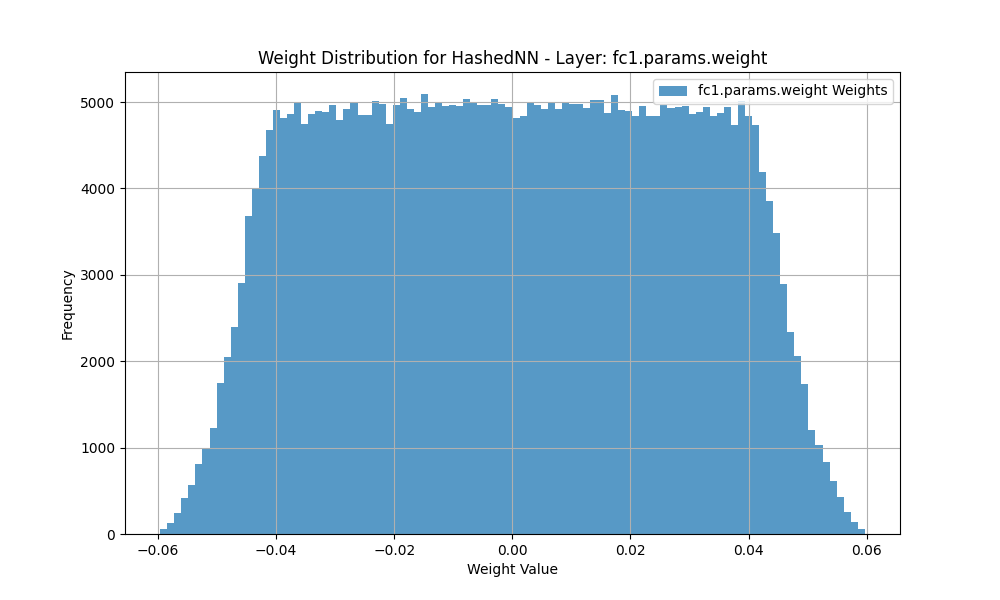 Weight Distribution for HashedNN - Layer: fc1.params.weight
fc1.params.weight Weights
5000
4000
3000
2000
1000
0
Frequency
−0.06 −0.04 −0.02 0.00 0.02 0.04 0.06
Weight Value